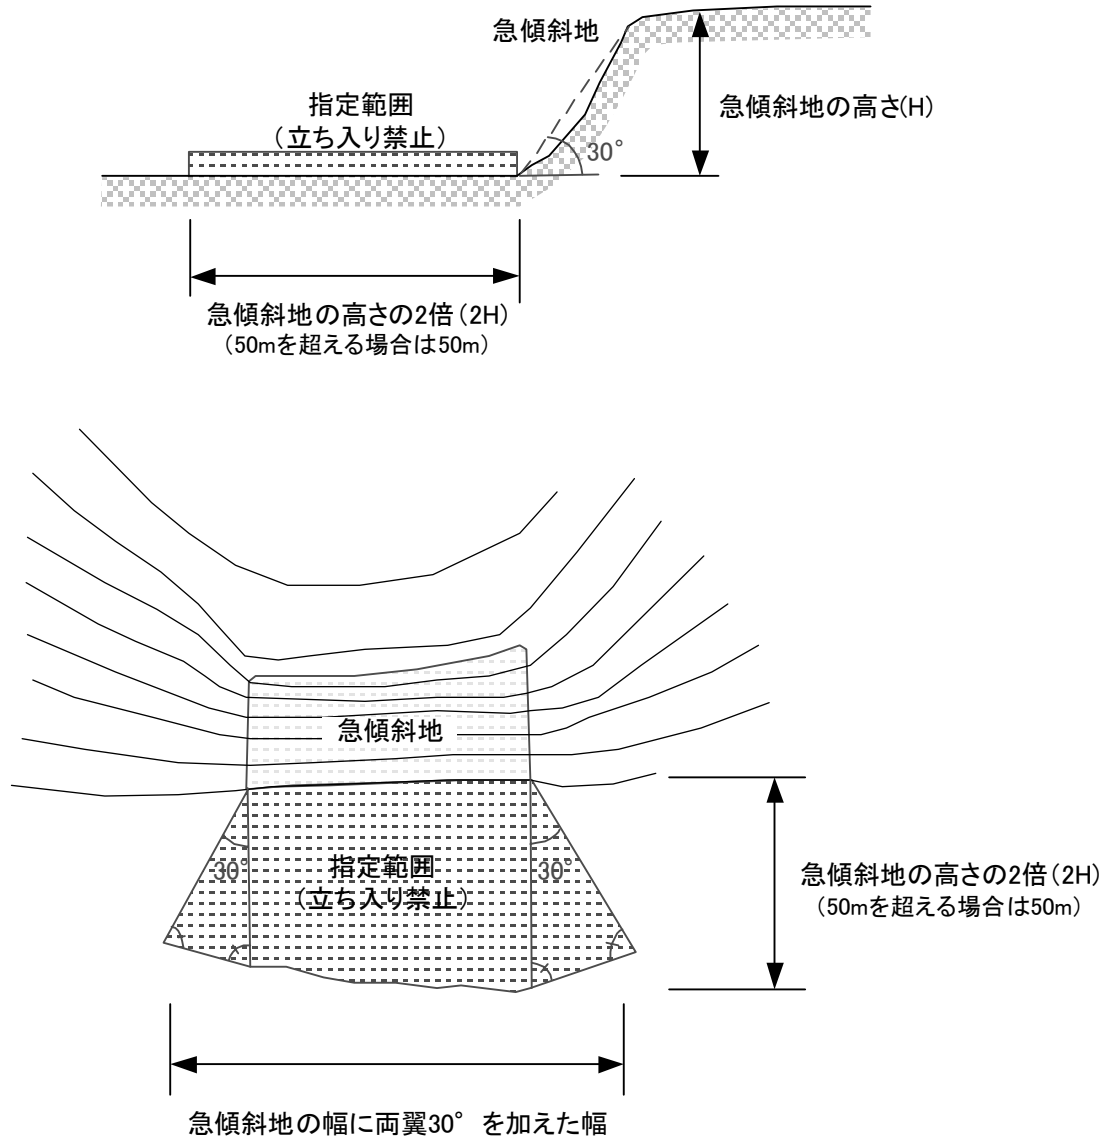 急傾斜地
指定範囲
(立ち入り禁止)
急傾斜地の高さ(H)
30°
急傾斜地の高さの2倍(2H)
(50mを超える場合は50m)
急傾斜地
30°
指定範囲
(立ち入り禁止)
30°
急傾斜地の高さの2倍(2H)
(50mを超える場合は50m)
急傾斜地の幅に両翼30°を加えた幅